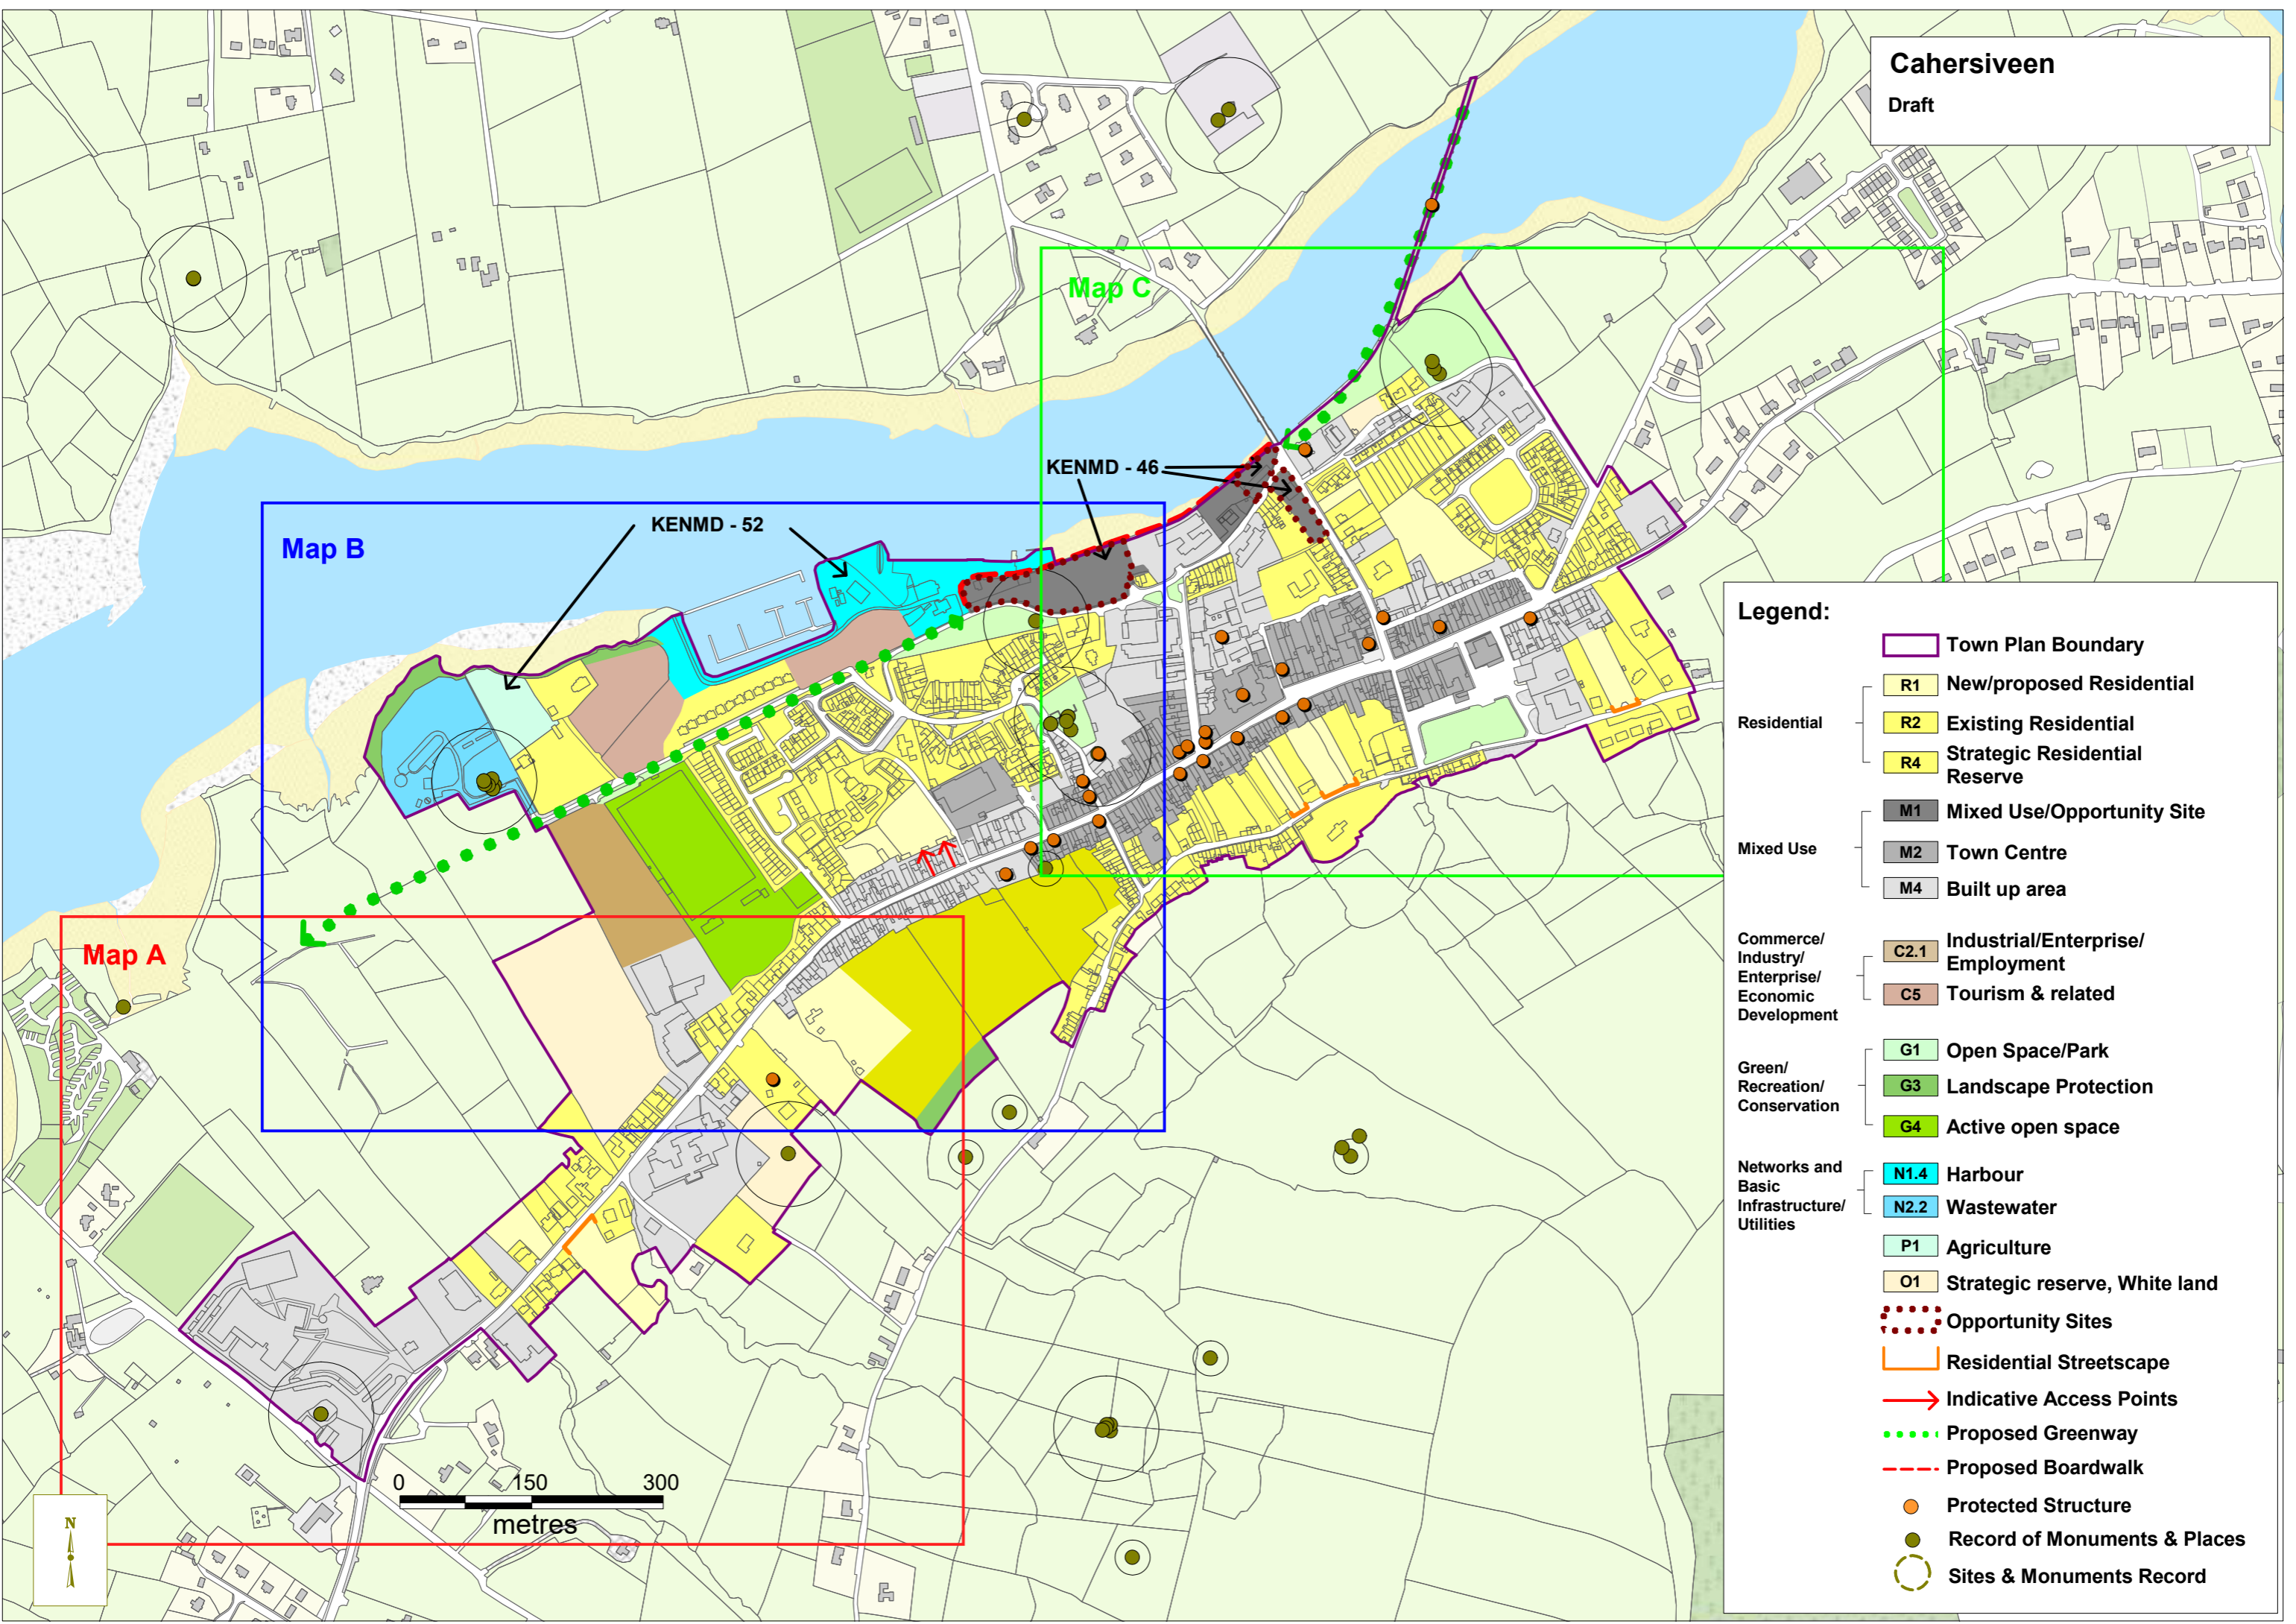 Cahersiveen
Draft
Map C
KENMD - 46
KENMD - 52
Map B
Map A
0 150 300
metres
N
Legend:
Town Plan Boundary
Residential
R1 New/proposed Residential
R2 Existing Residential
R4 Strategic Residential
Reserve
Mixed Use
M1 Mixed Use/Opportunity Site
M2 Town Centre
M4 Built up area
Commerce/
Industry/
Enterprise/
Economic
Development
C2.1 Industrial/Enterprise/
Employment
C5 Tourism & related
Green/
Recreation/
Conservation
G1 Open Space/Park
G3 Landscape Protection
G4 Active open space
Networks and
Basic
Infrastructure/
Utilities
N1.4 Harbour
N2.2 Wastewater
P1 Agriculture
O1 Strategic reserve, White land
Opportunity Sites
Residential Streetscape
Indicative Access Points
Proposed Greenway
Proposed Boardwalk
Protected Structure
Record of Monuments & Places
Sites & Monuments Record